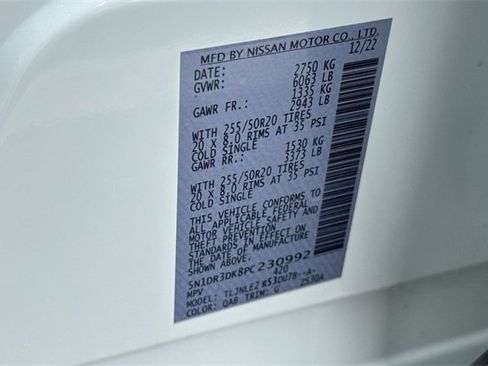 MFD BY NISSAN MOTOR CO., LTD.
DATE: 12/22
GVWR: 2750 KG
6063 LB
GAWR FR.: 1335 KG
2943 LB
WITH 255/50R20 TIRES
20 X 8.0 RIMS AT 35 PSI
COLD SINGLE
GAWR RR.: 1530 KG
3373 LB
WITH 255/50R20 TIRES
20 X 8.0 RIMS AT 35 PSI
COLD SINGLE
THIS VEHICLE CONFORMS TO
ALL APPLICABLE FEDERAL
MOTOR VEHICLE SAFETY AND
THEFT PREVENTION
STANDARDS IN EFFECT ON
THE DATE OF MANUFACTURE
SHOWN ABOVE.
5N1DR3DK8PC230992
MPV 420
MODEL: TLJNLE2 R53DU7B--A-
COLOR: QAB TRIM: G ZS3OA